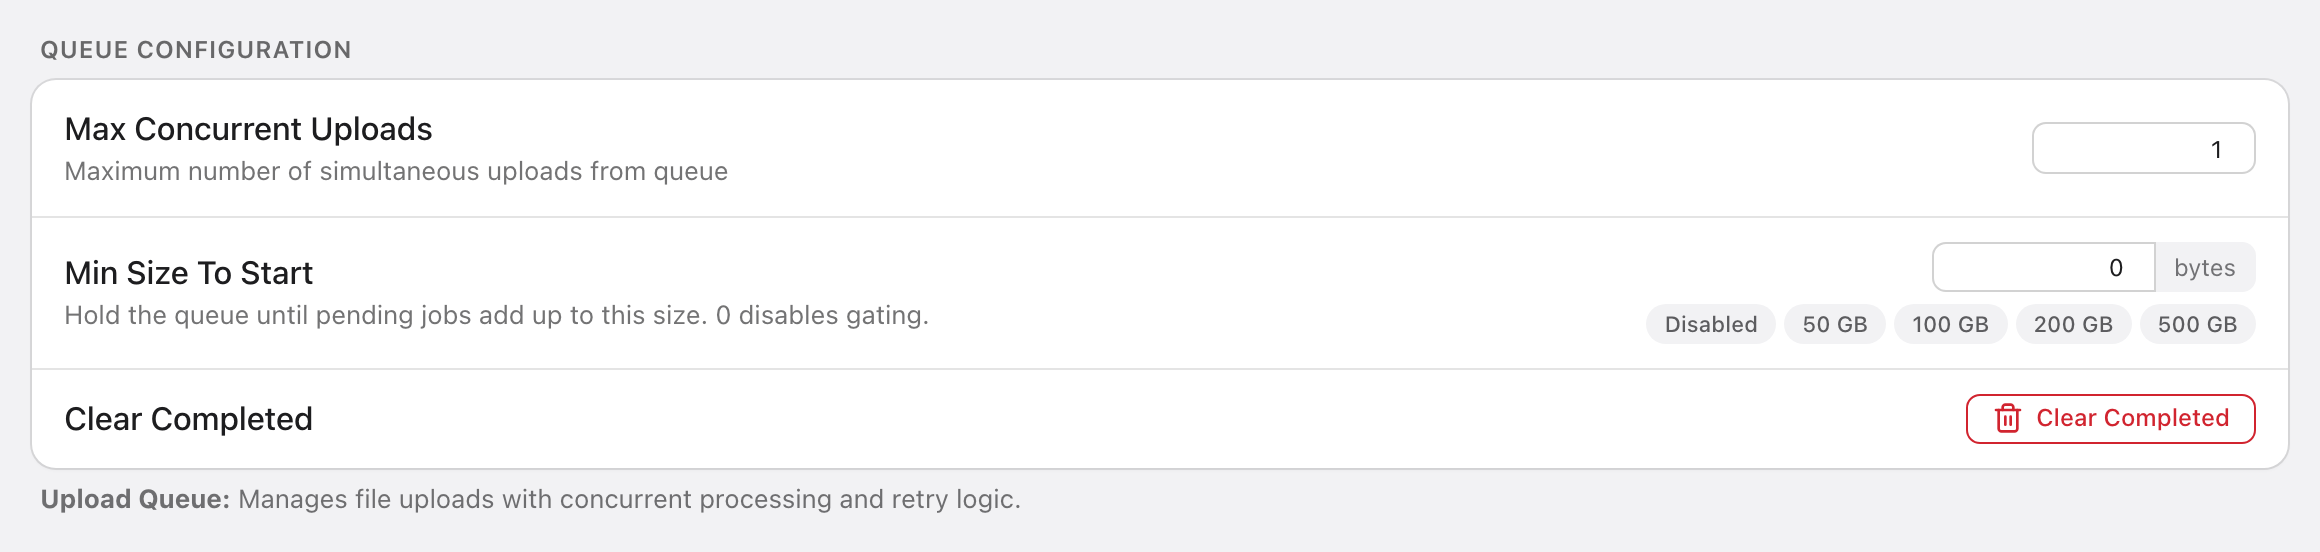 QUEUE CONFIGURATION
Max Concurrent Uploads
Maximum number of simultaneous uploads from queue
1
Min Size To Start
Hold the queue until pending jobs add up to this size. 0 disables gating.
0 bytes
Disabled 50 GB 100 GB 200 GB 500 GB
Clear Completed
Clear Completed
Upload Queue: Manages file uploads with concurrent processing and retry logic.